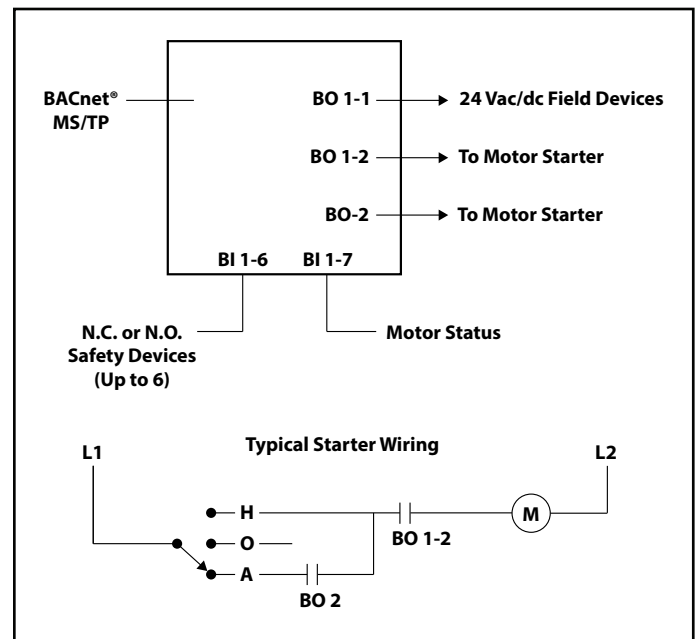 BACnet®
MS/TP
BO 1-1
24 Vac/dc Field Devices
BO 1-2
To Motor Starter
BO-2
To Motor Starter
BI 1-6
BI 1-7
N.C. or N.O.
Safety Devices
(Up to 6)
Motor Status
Typical Starter Wiring
L1
L2
H
O
A
BO 2
BO 1-2
M